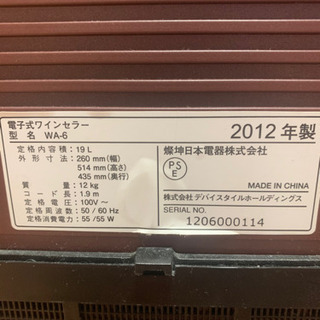 電子式ワインセラー
型 名 WA-6
2012年製
定格内容積：19 L
外 形 寸 法：260 mm(幅)
514 mm(高さ)
435 mm(奥行)
質 量：12 kg
コ ー ド 長：1.9 m
定 格 電 圧：100V～
定格周波数：50 / 60 Hz
定格消費電力：55 / 55 W
燦坤日本電器株式会社
PS
E
MADE IN CHINA
株式会社 デバイスタイルホールディングス
SERIAL NO.
1206000114